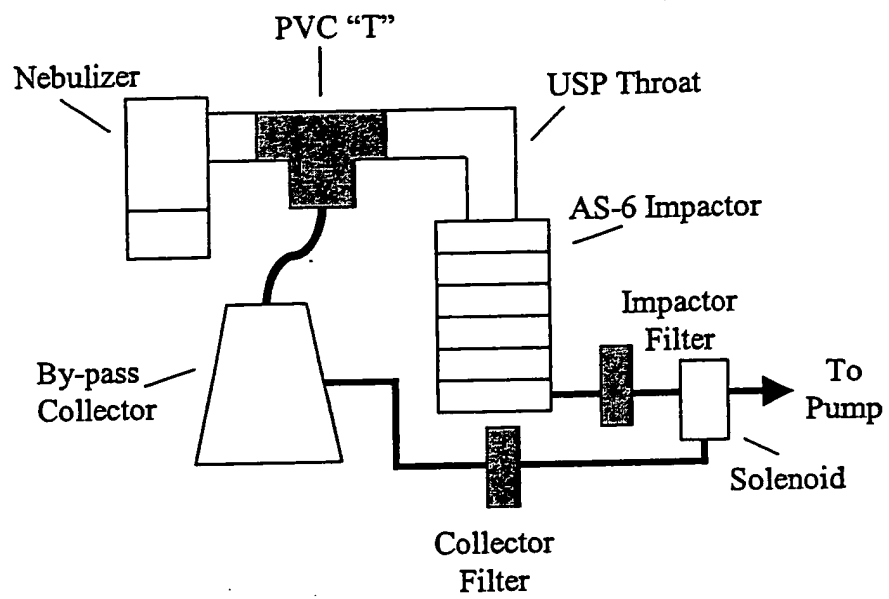 PVC “T”
Nebulizer
USP Throat
AS-6 Impactor
Impactor
Filter
By-pass
Collector
To
Pump
Solenoid
Collector
Filter